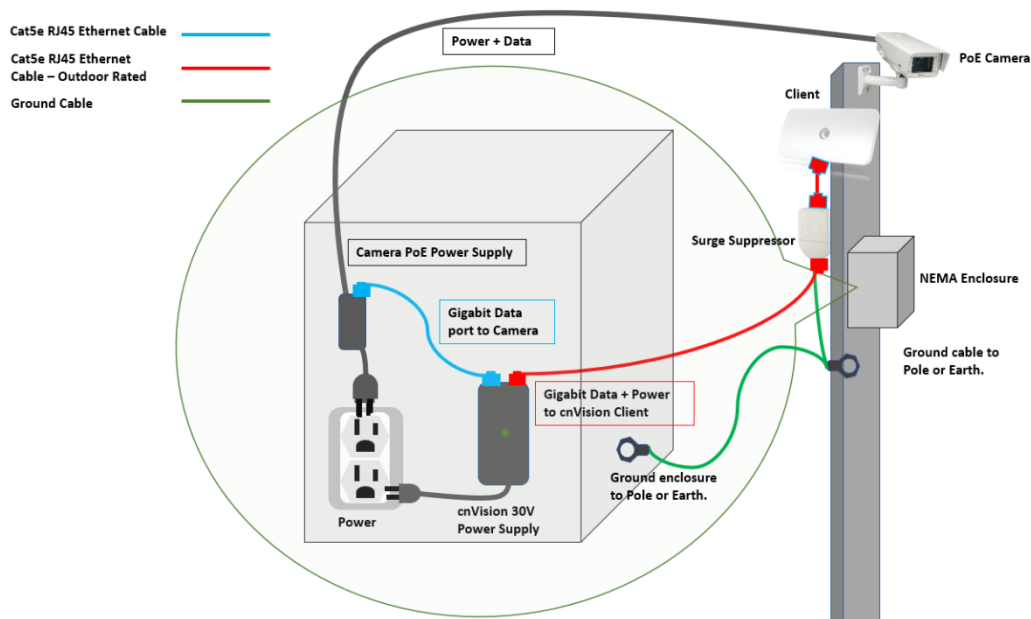 Cat5e RJ45 Ethernet Cable
Cat5e RJ45 Ethernet
Cable – Outdoor Rated
Ground Cable
Power + Data
PoE Camera
Client
Surge Suppressor
NEMA Enclosure
Camera PoE Power Supply
Gigabit Data
port to Camera
Ground cable to
Pole or Earth.
Gigabit Data + Power
to cnVision Client
Ground enclosure
to Pole or Earth.
Power
cnVision 30V
Power Supply